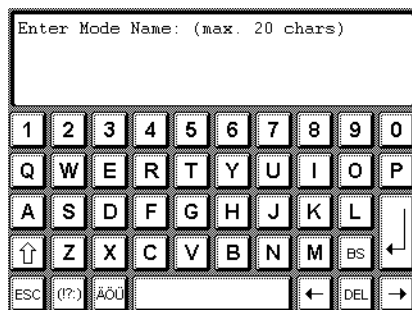 Enter Mode Name: (max. 20 chars)
1 2 3 4 5 6 7 8 9 0
Q W E R T Y U I O P
A S D F G H J K L
Z X C V B N M BS
ESC (!?:) ÄÖÜ DEL